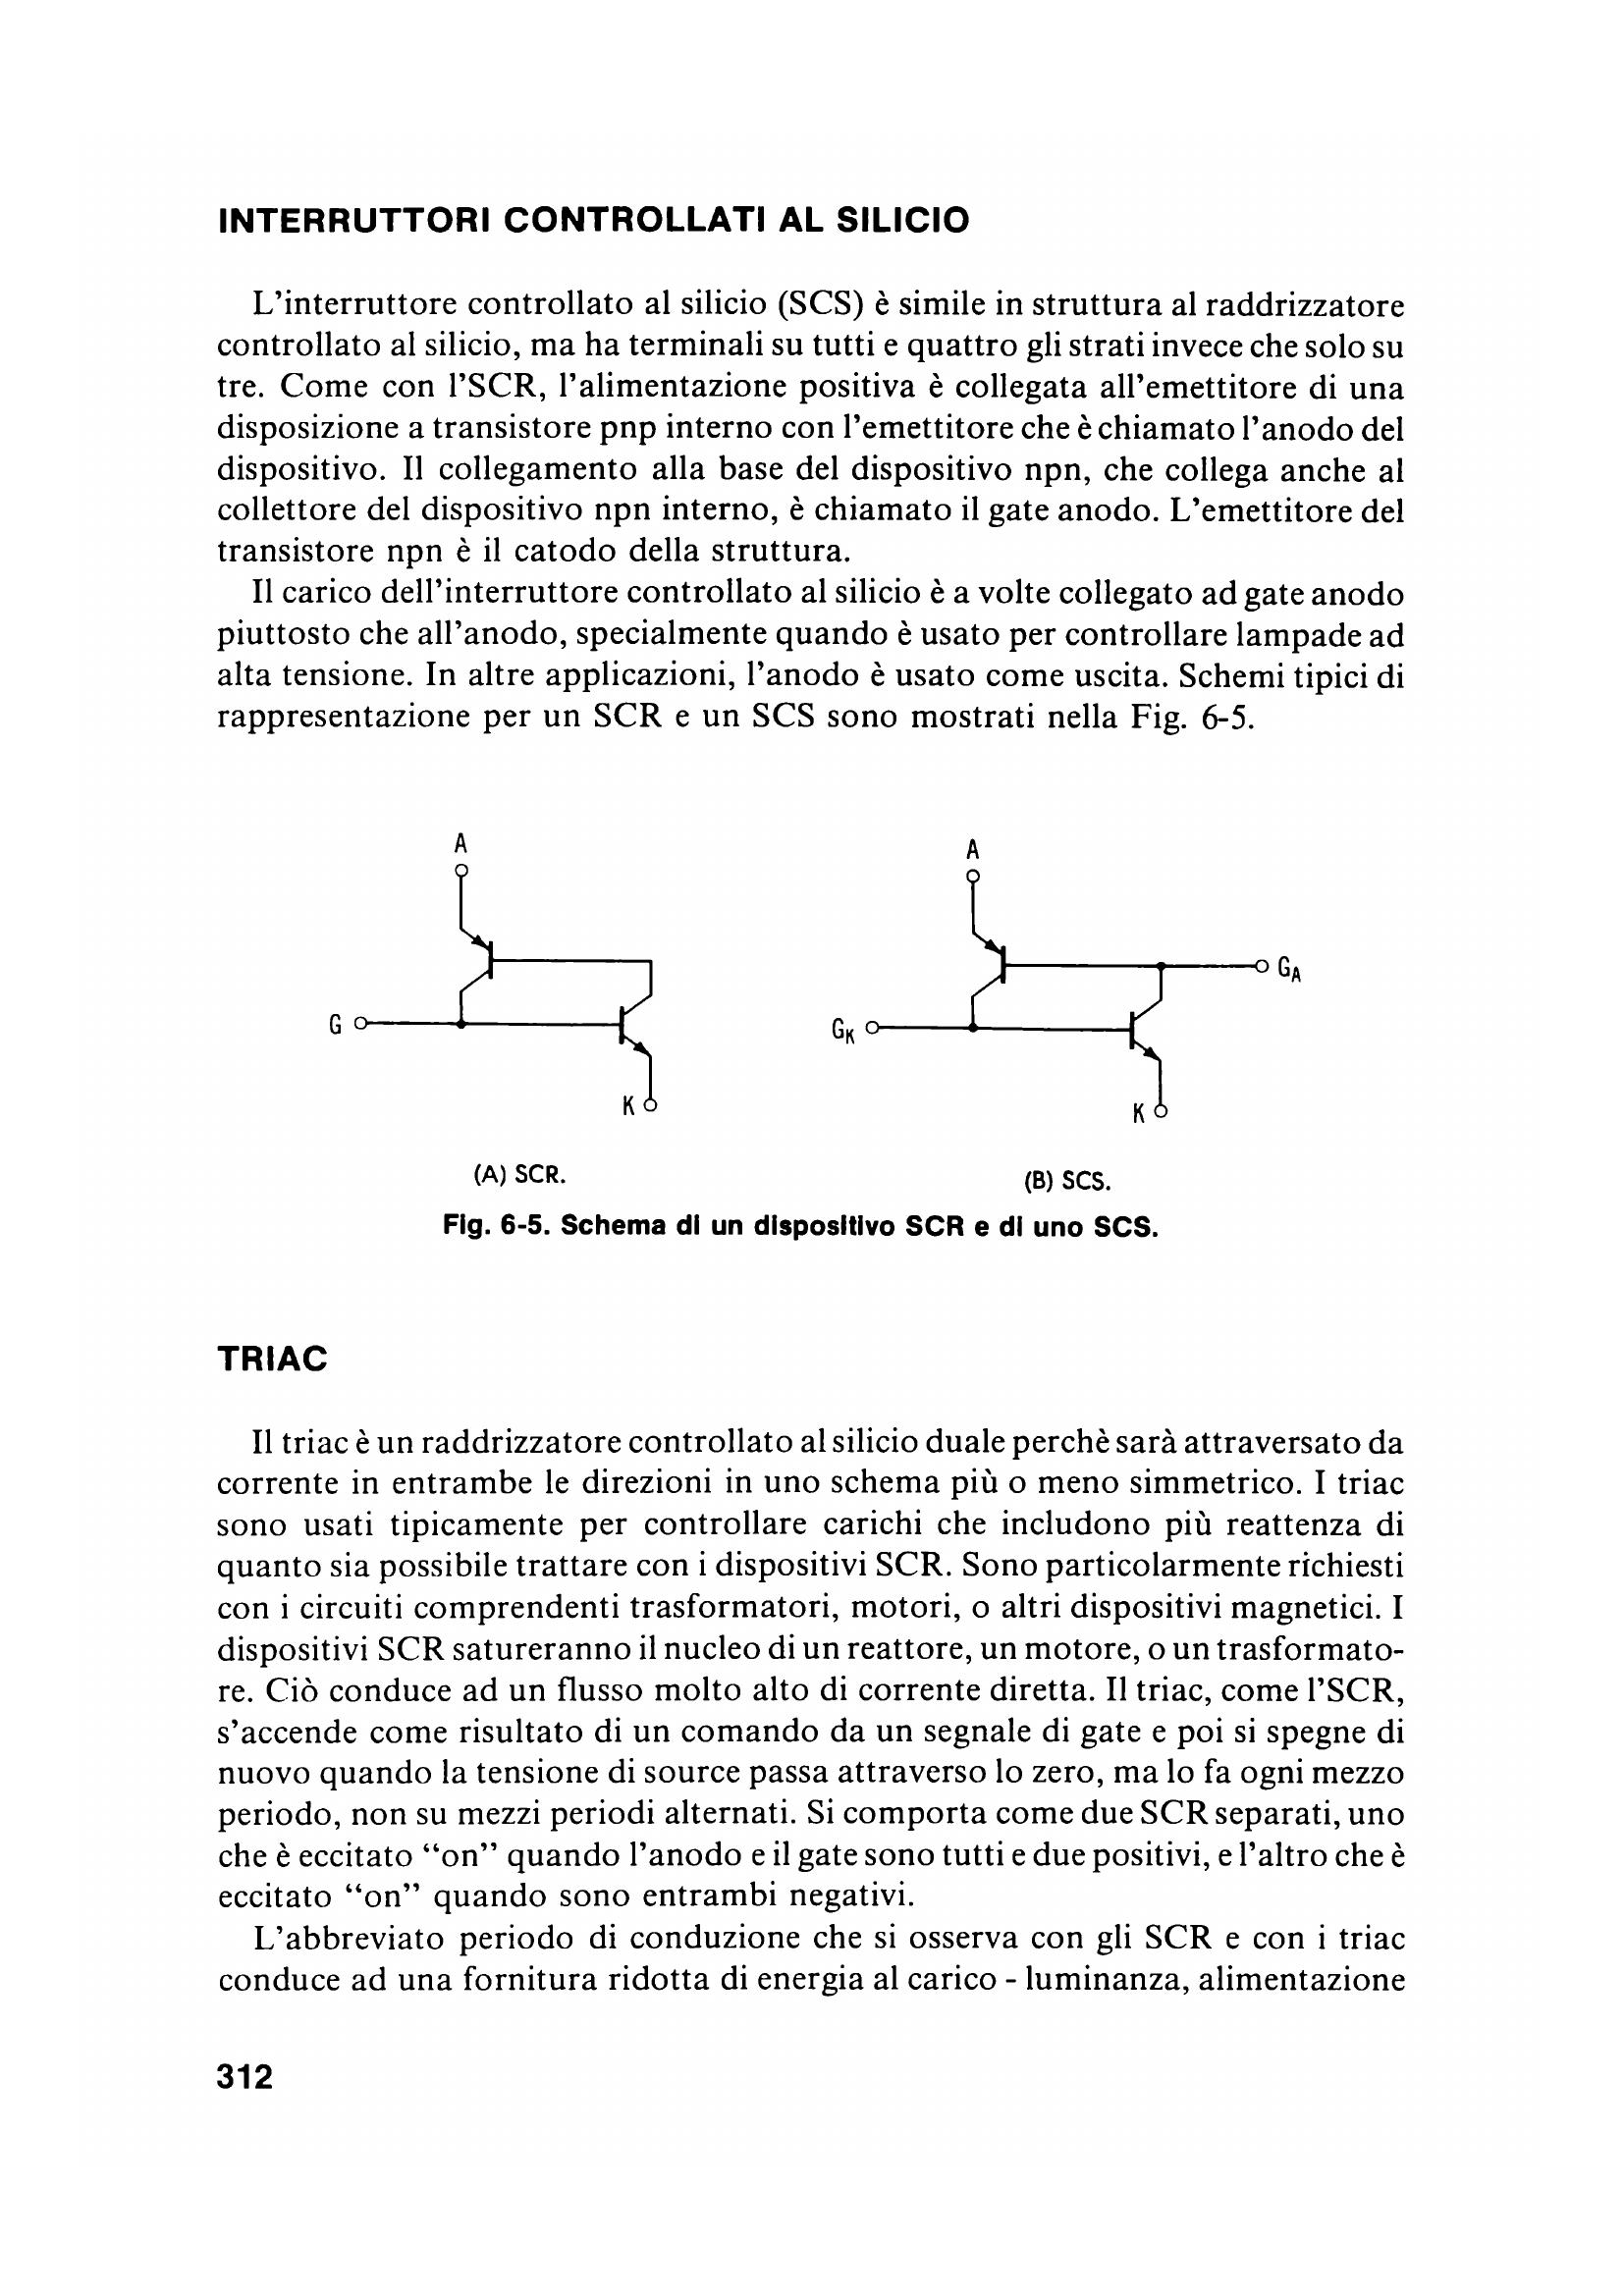 INTERRUTTORI CONTROLLATI AL SILICIO
L'interruttore controllato al silicio (SCS) è simile in struttura al raddrizzatore
controllato al silicio, ma ha terminali su tutti e quattro gli strati invece che solo su
tre. Come con l'SCR, l'alimentazione positiva è collegata all'emettitore di una
disposizione a transistore pnp interno con l'emettitore che è chiamato l'anodo del
dispositivo. Il collegamento alla base del dispositivo npn, che collega anche al
collettore del dispositivo npn interno, è chiamato il gate anodo. L'emettitore del
transistore npn è il catodo della struttura.
Il carico dell'interruttore controllato al silicio è a volte collegato ad gate anodo
piuttosto che all'anodo, specialmente quando è usato per controllare lampade ad
alta tensione. In altre applicazioni, l'anodo è usato come uscita. Schemi tipici di
rappresentazione per un SCR e un SCS sono mostrati nella Fig. 6-5.
A
G
K
(A) SCR.
A
GA
GK
K
(B) SCS.
Fig. 6-5. Schema di un dispositivo SCR e di uno SCS.
TRIAC
Il triac è un raddrizzatore controllato al silicio duale perchè sarà attraversato da
corrente in entrambe le direzioni in uno schema più o meno simmetrico. I triac
sono usati tipicamente per controllare carichi che includono più reattenza di
quanto sia possibile trattare con i dispositivi SCR. Sono particolarmente richiesti
con i circuiti comprendenti trasformatori, motori, o altri dispositivi magnetici. I
dispositivi SCR satureranno il nucleo di un reattore, un motore, o un trasformato-
re. Ciò conduce ad un flusso molto alto di corrente diretta. Il triac, come l'SCR,
s'accende come risultato di un comando da un segnale di gate e poi si spegne di
nuovo quando la tensione di source passa attraverso lo zero, ma lo fa ogni mezzo
periodo, non su mezzi periodi alternati. Si comporta come due SCR separati, uno
che è eccitato “on” quando l'anodo e il gate sono tutti e due positivi, e l'altro che è
eccitato “on” quando sono entrambi negativi.
L'abbreviato periodo di conduzione che si osserva con gli SCR e con i triac
conduce ad una fornitura ridotta di energia al carico - luminanza, alimentazione
312